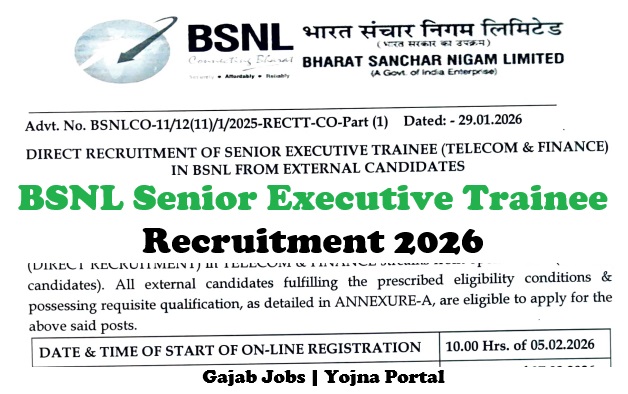 BSNL
Connecting Bharat
Securely • Affordably • Reliably
भारत संचार निगम लिमिटेड
(भारत सरकार का उपक्रम)
BHARAT SANCHAR NIGAM LIMITED
(A Govt. of India Enterprise)
Advt. No. BSNLCO-11/12(11)/1/2025-RECTT-CO-Part (1) Dated: - 29.01.2026
DIRECT RECRUITMENT OF SENIOR EXECUTIVE TRAINEE (TELECOM & FINANCE)
IN BSNL FROM EXTERNAL CANDIDATES
BSNL Senior Executive Trainee
Recruitment 2026
(DIRECT RECRUITMENT) in TELECOM & FINANCE streams from
candidates). All external candidates fulfilling the prescribed eligibility conditions &
possessing requisite qualification, as detailed in ANNEXURE-A, are eligible to apply for the
above said posts.
DATE & TIME OF START OF ON-LINE REGISTRATION 10.00 Hrs. of 05.02.2026
Gajab Jobs | Yojna Portal